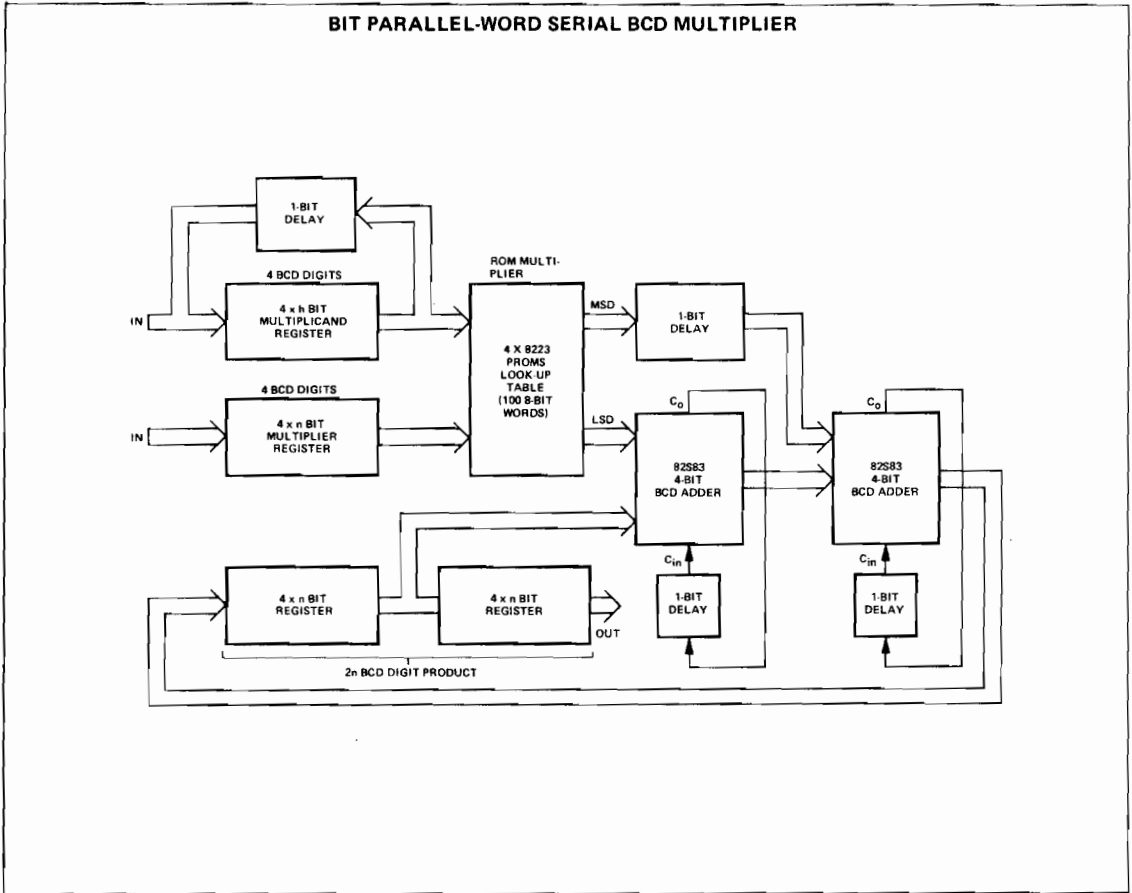 BIT PARALLEL-WORD SERIAL BCD MULTIPLIER
1-BIT
DELAY
4 BCD DIGITS
IN
4 x h BIT
MULTIPLICAND
REGISTER
ROM MULTI-
PLIER
4 X 8223
PROMS
LOOK-UP
TABLE
(100 8-BIT
WORDS)
MSD
1-BIT
DELAY
4 BCD DIGITS
IN
4 x n BIT
MULTIPLIER
REGISTER
LSD
Co
82S83
4-BIT
BCD ADDER
Cin
1-BIT
DELAY
Co
82S83
4-BIT
BCD ADDER
Cin
1-BIT
DELAY
4 x n BIT
REGISTER
4 x n BIT
REGISTER
OUT
2n BCD DIGIT PRODUCT